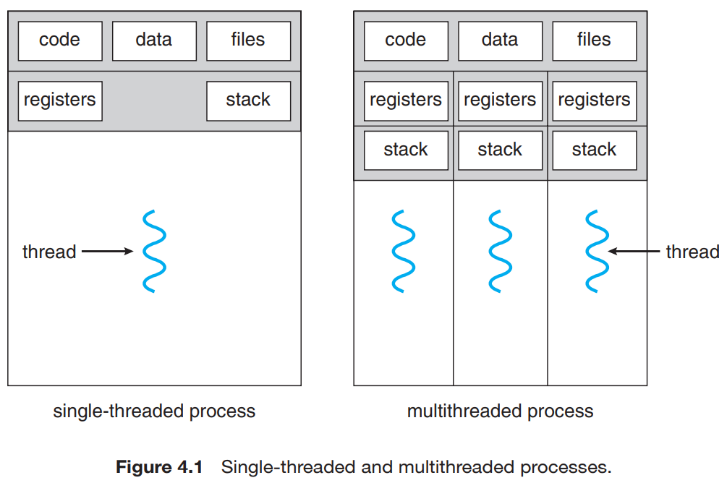 code data files code data files
registers stack registers registers registers
stack stack stack
thread thread
single-threaded process multithreaded process
Figure 4.1 Single-threaded and multithreaded processes.